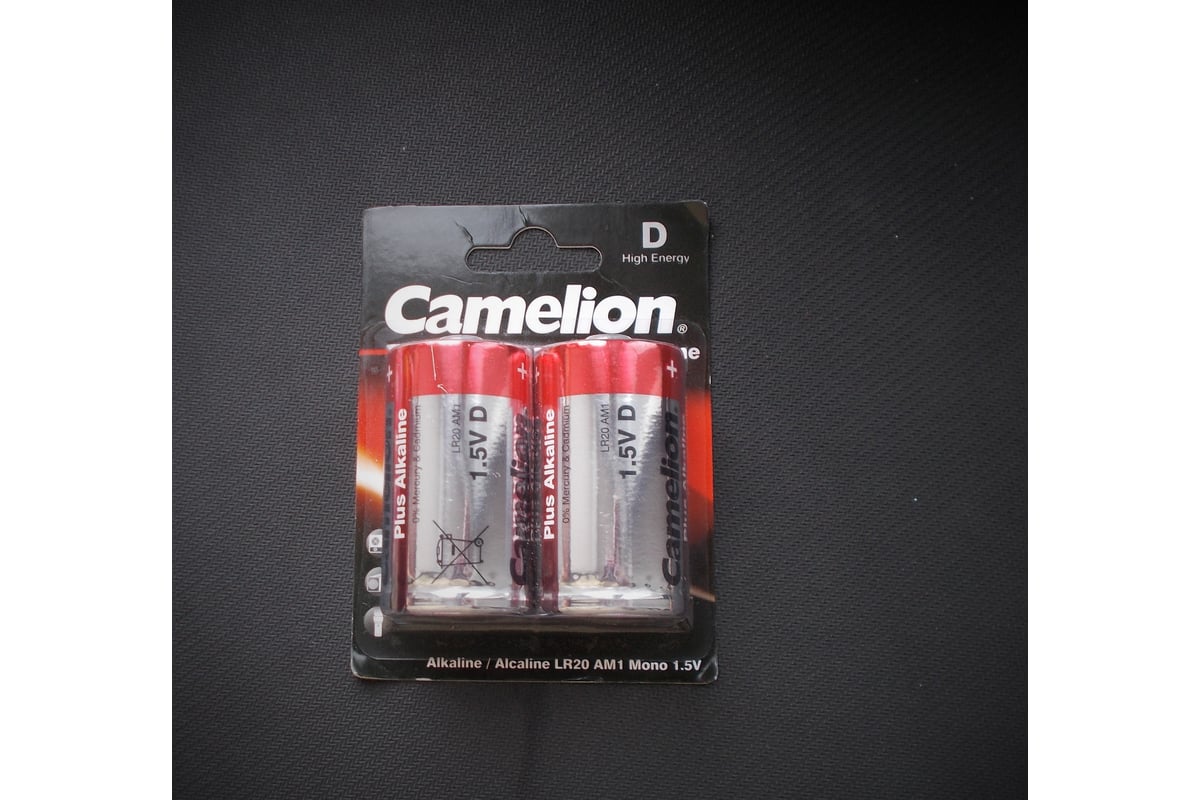 D
High Energy
Camelion®
+
Plus Alkaline
0% Mercury & Cadmium
LR20 AM1
1.5V D
+
Camelion
Plus Alkaline
0% Mercury & Cadmium
LR20 AM1
1.5V D
+
Camelion
Alkaline / Alcaline LR20 AM1 Mono 1.5V